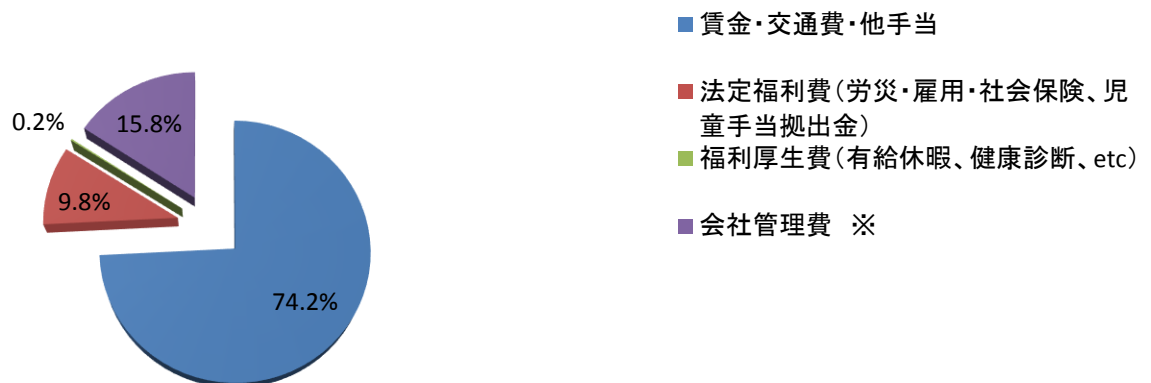 賃金・交通費・他手当
法定福利費（労災・雇用・社会保険、児
童手当拠出金）
福利厚生費（有給休暇、健康診断、etc）
会社管理費　※
0.2%
15.8%
9.8%
74.2%